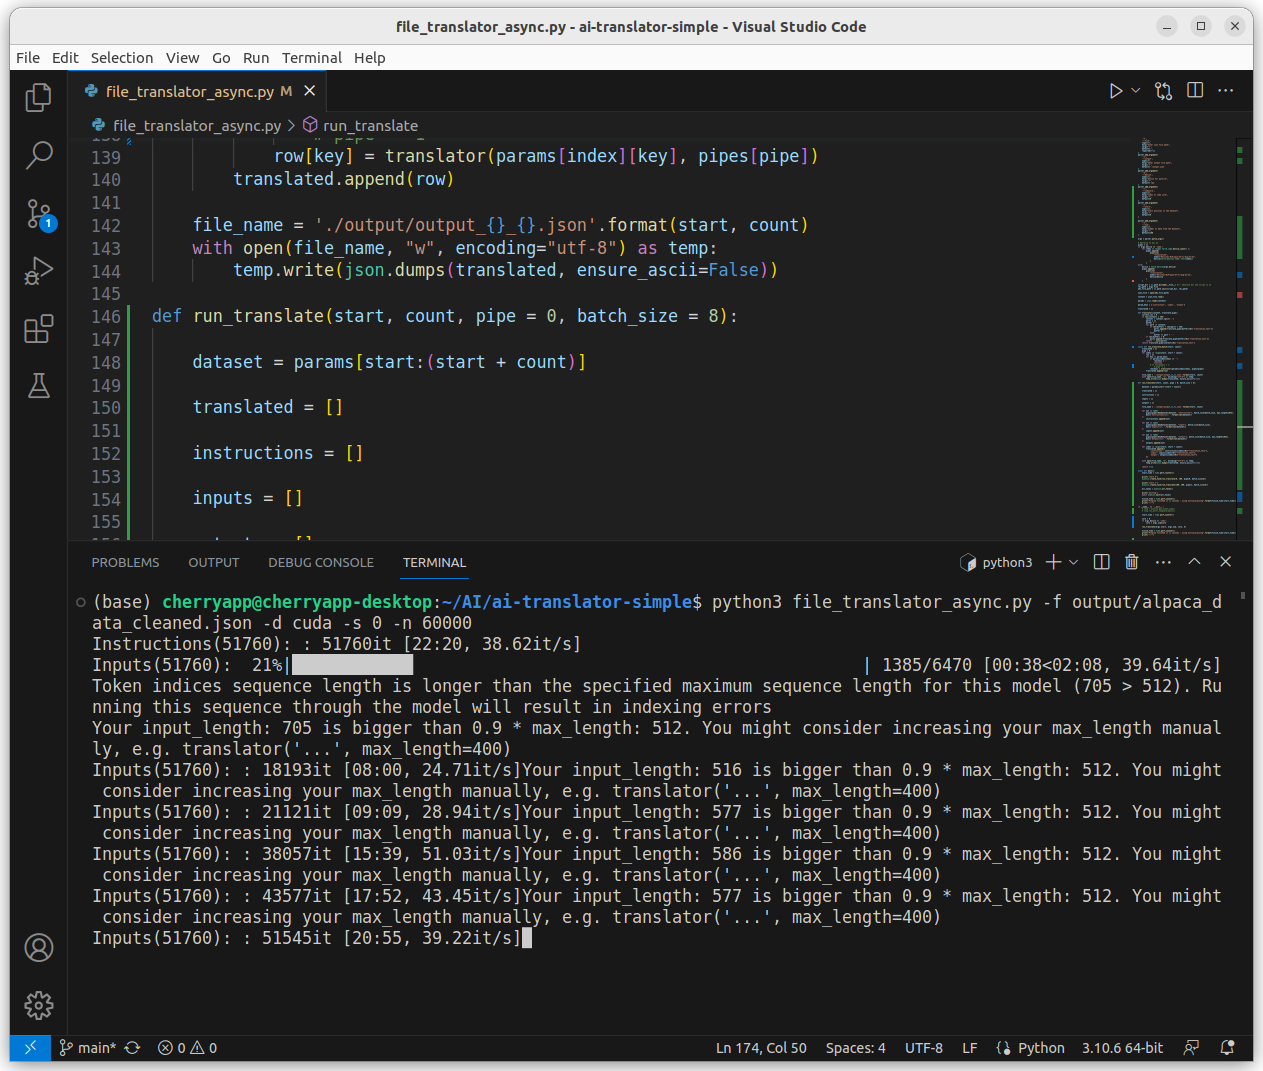 file_translator_async.py - ai-translator-simple - Visual Studio Code
File Edit Selection View Go Run Terminal Help
file_translator_async.py M
file_translator_async.py > run_translate
139 row[key] = translator(params[index][key], pipes[pipe])
140 translated.append(row)
141
142 file_name = './output/output_{}_{}.json'.format(start, count)
143 with open(file_name, "w", encoding="utf-8") as temp:
144 temp.write(json.dumps(translated, ensure_ascii=False))
145
146 def run_translate(start, count, pipe = 0, batch_size = 8):
147
148 dataset = params[start:(start + count)]
149
150 translated = []
151
152 instructions = []
153
154 inputs = []
155
1
PROBLEMS OUTPUT DEBUG CONSOLE TERMINAL python3
(base) cherryapp@cherryapp-desktop:~/AI/ai-translator-simple$ python3 file_translator_async.py -f output/alpaca_d
ata_cleaned.json -d cuda -s 0 -n 60000
Instructions(51760): : 51760it [22:20, 38.62it/s]
Inputs(51760):  21%| | 1385/6470 [00:38<02:08, 39.64it/s]
Token indices sequence length is longer than the specified maximum sequence length for this model (705 > 512). Ru
nning this sequence through the model will result in indexing errors
Your input_length: 705 is bigger than 0.9 * max_length: 512. You might consider increasing your max_length manual
ly, e.g. translator('...', max_length=400)
Inputs(51760): : 18193it [08:00, 24.71it/s]Your input_length: 516 is bigger than 0.9 * max_length: 512. You might
consider increasing your max_length manually, e.g. translator('...', max_length=400)
Inputs(51760): : 21121it [09:09, 28.94it/s]Your input_length: 577 is bigger than 0.9 * max_length: 512. You might
consider increasing your max_length manually, e.g. translator('...', max_length=400)
Inputs(51760): : 38057it [15:39, 51.03it/s]Your input_length: 586 is bigger than 0.9 * max_length: 512. You might
consider increasing your max_length manually, e.g. translator('...', max_length=400)
Inputs(51760): : 43577it [17:52, 43.45it/s]Your input_length: 577 is bigger than 0.9 * max_length: 512. You might
consider increasing your max_length manually, e.g. translator('...', max_length=400)
Inputs(51760): : 51545it [20:55, 39.22it/s]
main* 0 0 Ln 174, Col 50 Spaces: 4 UTF-8 LF Python 3.10.6 64-bit